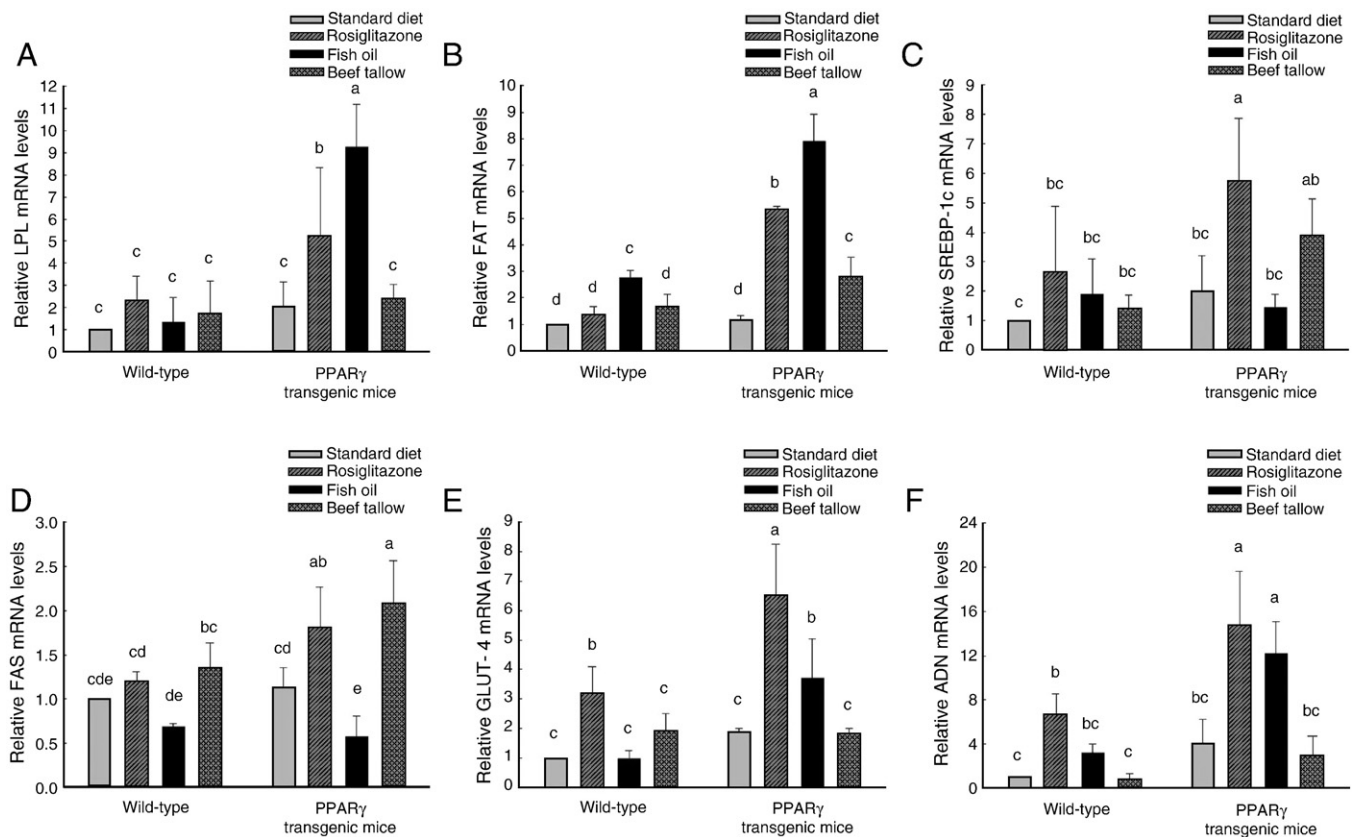 A
Standard diet
Rosiglitazone
Fish oil
Beef tallow
Relative LPL mRNA levels
12
11
10
9
8
7
6
5
4
3
2
1
0
c
c
c
c
c
b
a
c
Wild-type
PPARγ
transgenic mice
B
Standard diet
Rosiglitazone
Fish oil
Beef tallow
Relative FAT mRNA levels
10
9
8
7
6
5
4
3
2
1
0
d
d
c
d
d
b
a
c
Wild-type
PPARγ
transgenic mice
C
Standard diet
Rosiglitazone
Fish oil
Beef tallow
Relative SREBP-1c mRNA levels
9
8
7
6
5
4
3
2
1
0
c
bc
bc
bc
bc
a
bc
ab
Wild-type
PPARγ
transgenic mice
D
Standard diet
Rosiglitazone
Fish oil
Beef tallow
Relative FAS mRNA levels
3.0
2.5
2.0
1.5
1.0
0.5
0.0
cde
cd
de
bc
cd
ab
e
a
Wild-type
PPARγ
transgenic mice
E
Standard diet
Rosiglitazone
Fish oil
Beef tallow
Relative GLUT- 4 mRNA levels
9
8
7
6
5
4
3
2
1
0
c
b
c
c
c
a
b
c
Wild-type
PPARγ
transgenic mice
F
Standard diet
Rosiglitazone
Fish oil
Beef tallow
Relative ADN mRNA levels
24
20
16
12
8
4
0
c
b
bc
c
bc
a
a
bc
Wild-type
PPARγ
transgenic mice